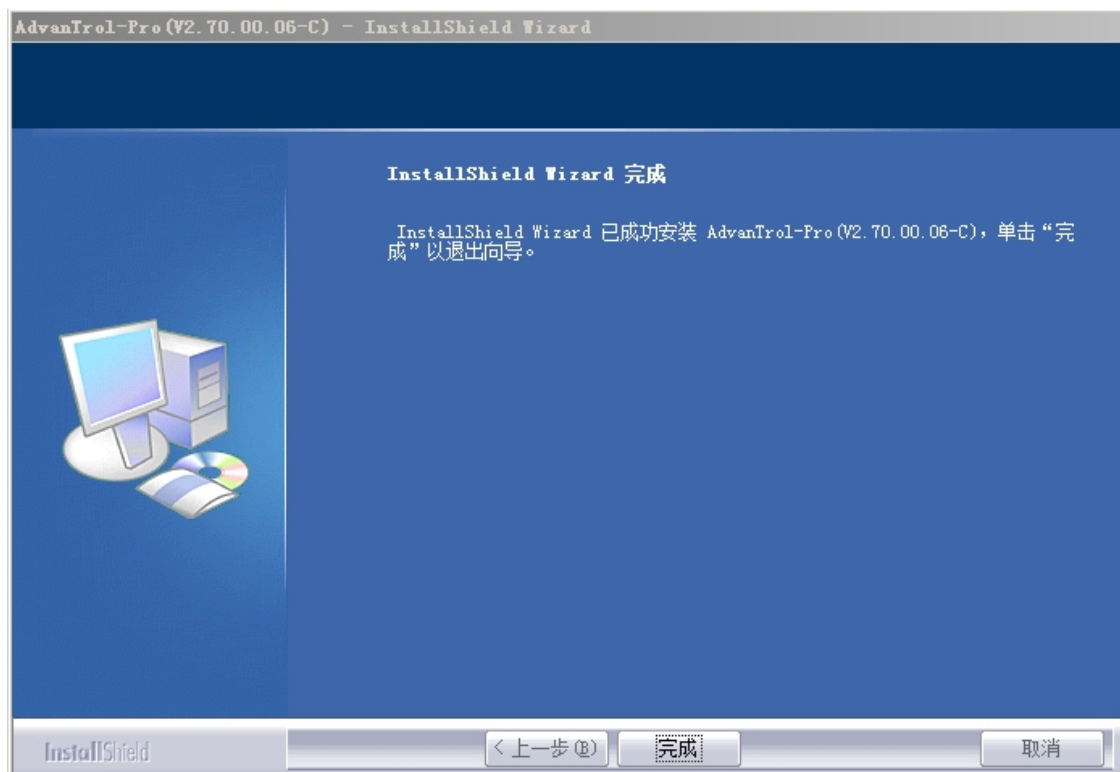 AdvanTrol-Pro(V2.70.00.06-C) - InstallShield Wizard
InstallShield Wizard 完成
InstallShield Wizard 已成功安装 AdvanTrol-Pro(V2.70.00.06-C)，单击“完
成”以退出向导。
InstallShield
< 上一步(B)
完成
取消